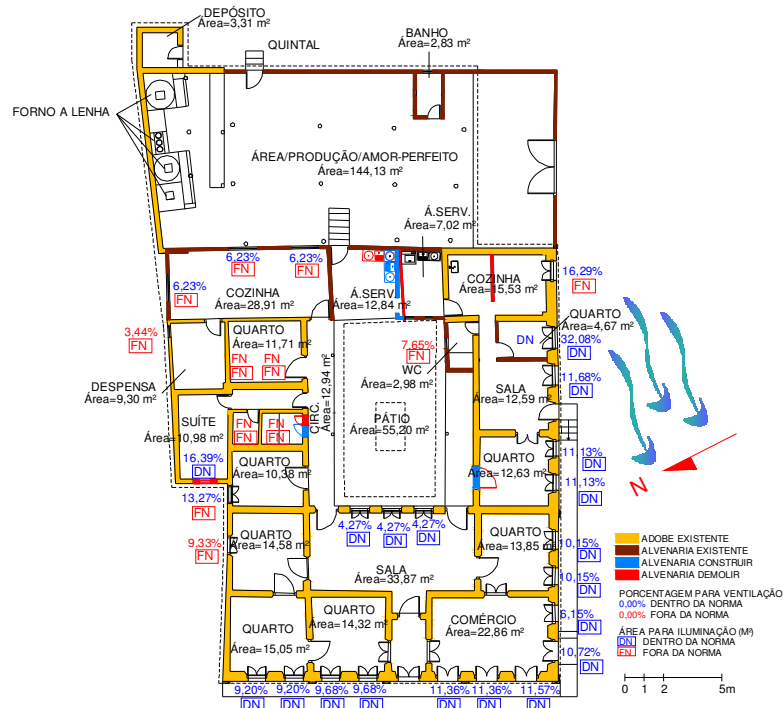 DEPÓSITO
Área=3,31 m²
QUINTAL
BANHO
Área=2,83 m²
FORNO A LENHA
ÁREA/PRODUÇÃO/AMOR-PERFEITO
Área=144,13 m²
Á.SERV.
Área=7,02 m²
6,23%
FN
6,23%
FN
6,23%
FN
COZINHA
Área=28,91 m²
Á.SERV.
Área=12,84 m²
COZINHA
Área=15,53 m²
16,29%
FN
QUARTO
Área=4,67 m²
DN
32,08%
DN
3,44%
FN
QUARTO
Área=11,71 m²
FN
FN
FN
FN
7,65%
FN
WC
Área=2,98 m²
11,68%
DN
DESPENSA
Área=9,30 m²
CIRC.
Área=12,94 m²
SALA
Área=12,59 m²
SUÍTE
Área=10,98 m²
FN
FN
FN
FN
PÁTIO
Área=55,20 m²
16,39%
DN
QUARTO
Área=10,38 m²
QUARTO
Área=12,63 m²
11,13%
DN
11,13%
DN
N
13,27%
FN
4,27%
DN
4,27%
DN
4,27%
DN
9,33%
FN
QUARTO
Área=14,58 m²
QUARTO
Área=13,85 m²
10,15%
DN
10,15%
DN
SALA
Área=33,87 m²
QUARTO
Área=15,05 m²
QUARTO
Área=14,32 m²
COMÉRCIO
Área=22,86 m²
6,15%
DN
10,72%
DN
9,20%
DN
9,20%
DN
9,68%
DN
9,68%
DN
11,36%
DN
11,36%
DN
11,57%
DN
ADOBE EXISTENTE
ALVENARIA EXISTENTE
ALVENARIA CONSTRUIR
ALVENARIA DEMOLIR
PORCENTAGEM PARA VENTILAÇÃO
0,00% DENTRO DA NORMA
0,00% FORA DA NORMA
ÁREA PARA ILUMINAÇÃO (M²)
DN DENTRO DA NORMA
FN FORA DA NORMA
0 1 2 5m